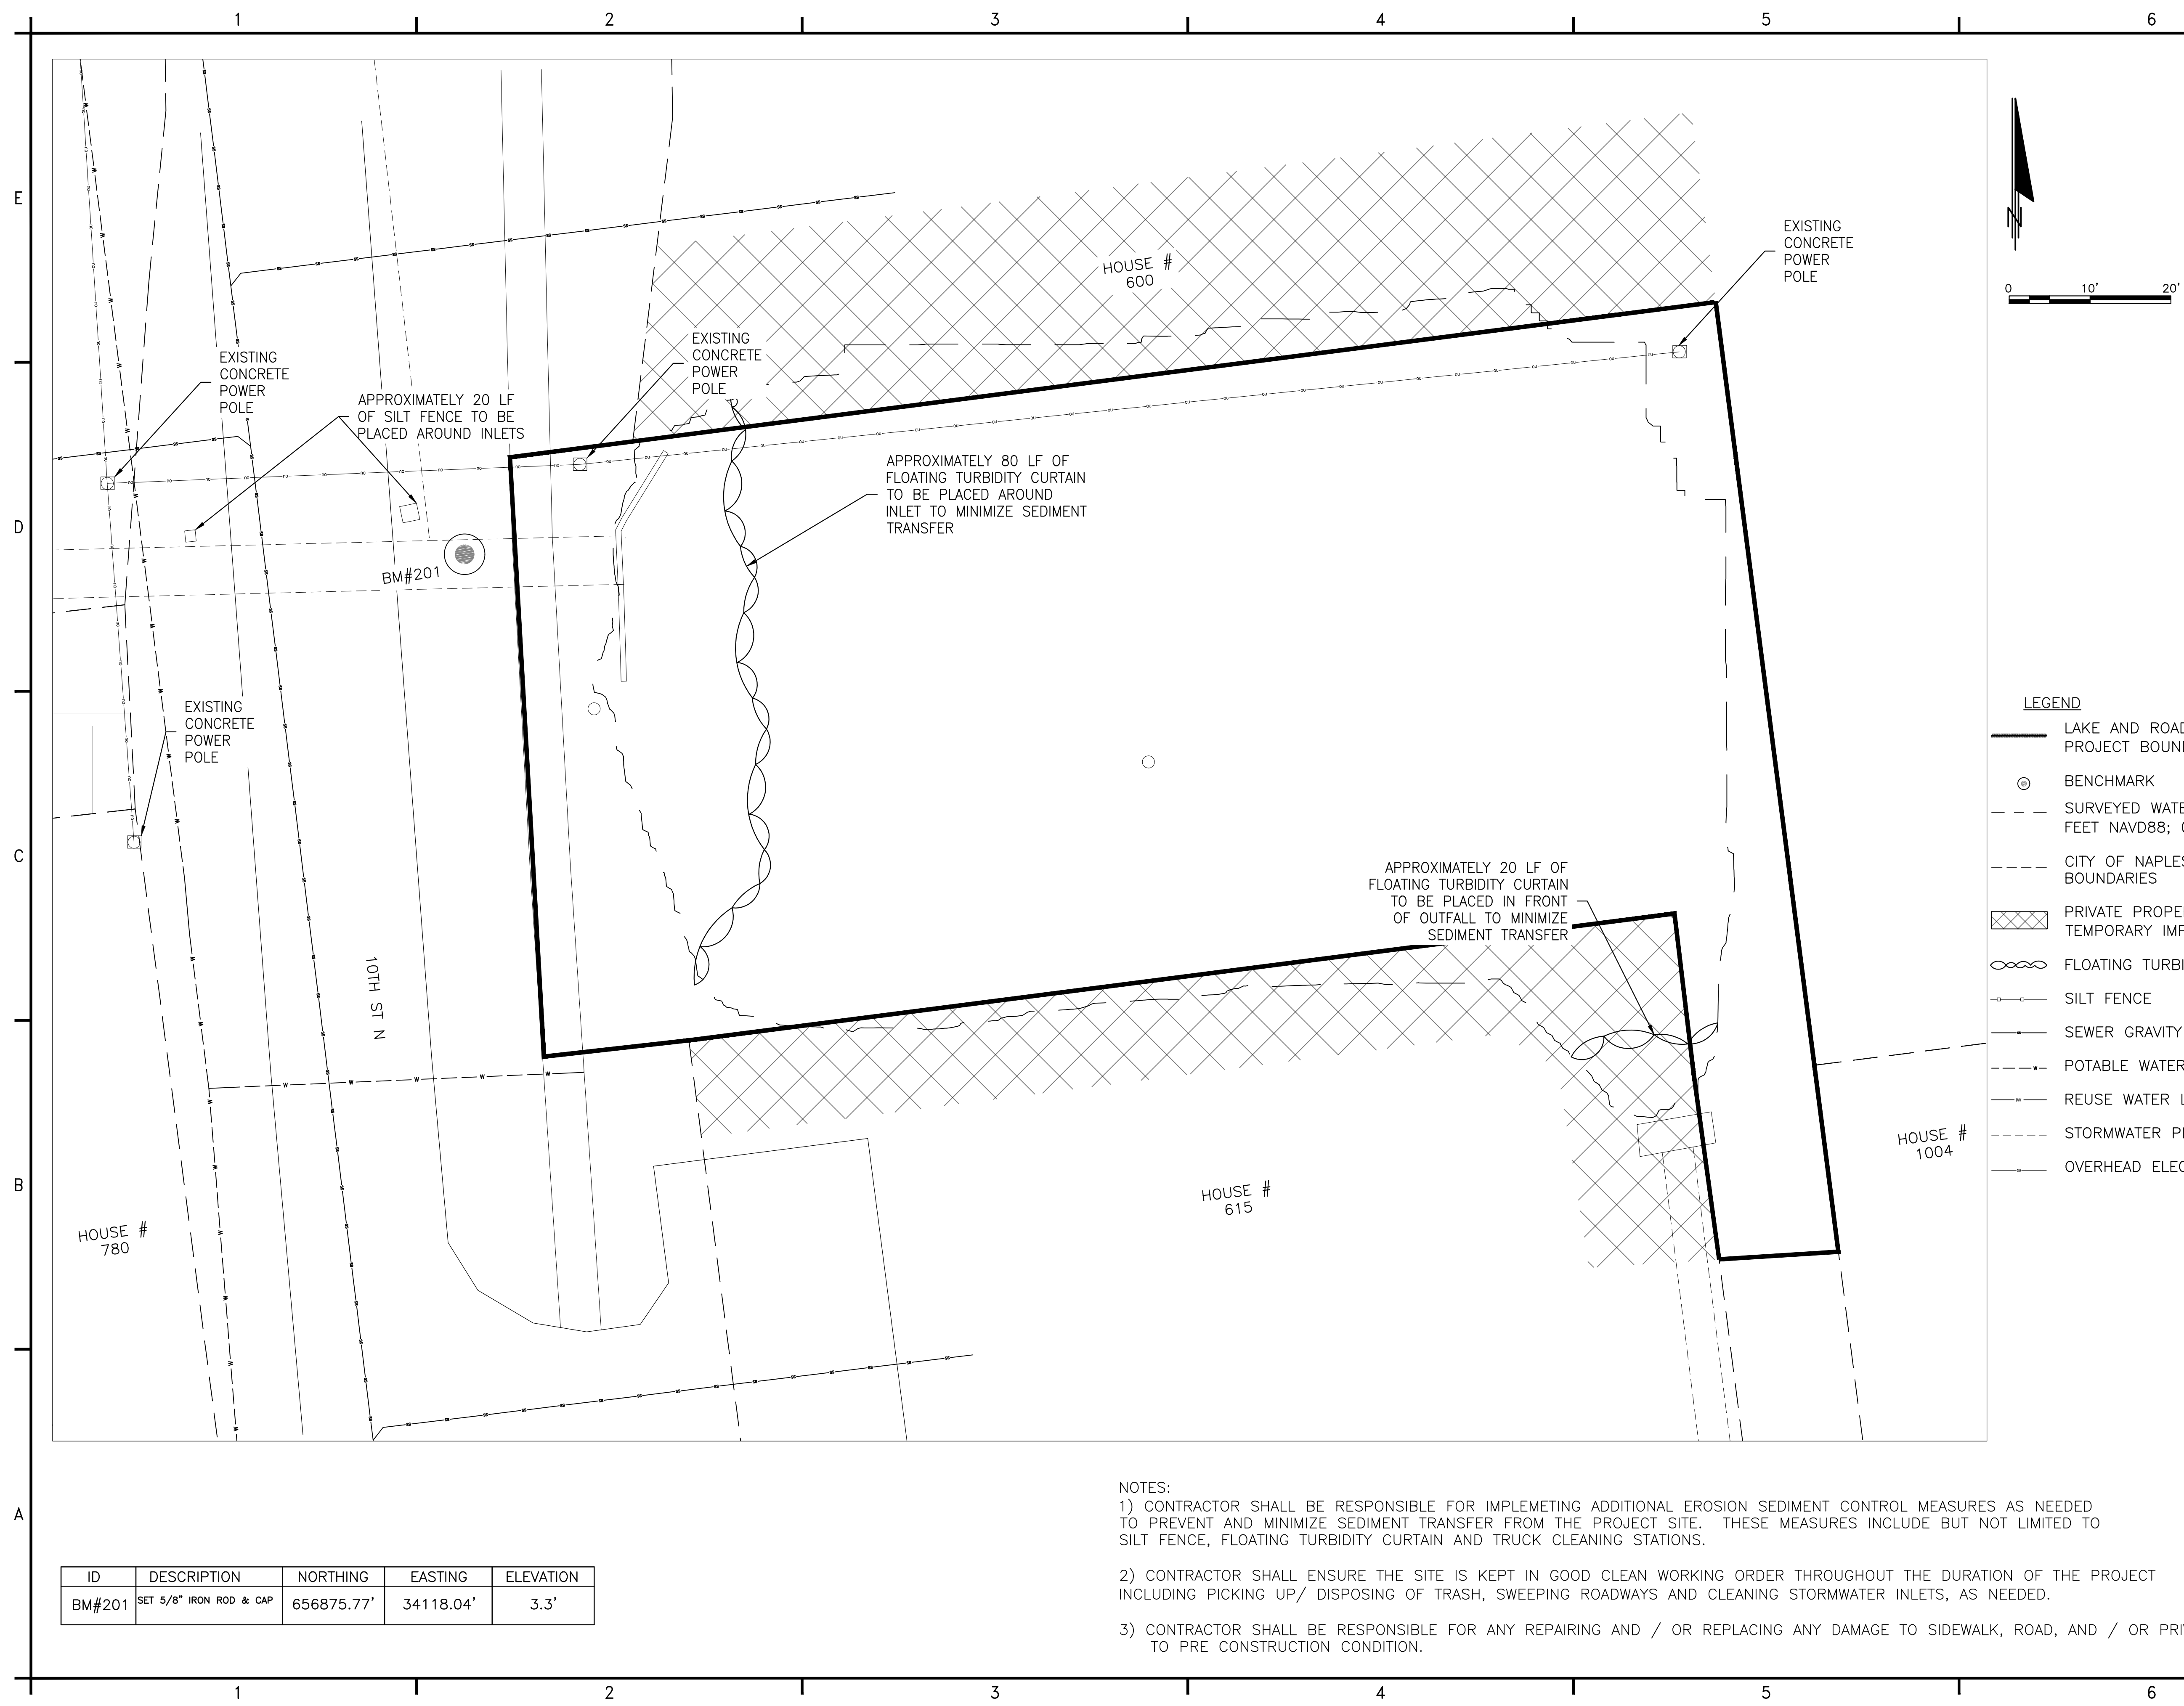 1 2 3 4 5 6
E
D
C
B
A
EXISTING
CONCRETE
POWER
POLE
HOUSE #
600
EXISTING
CONCRETE
POWER
POLE
EXISTING
CONCRETE
POWER
POLE
APPROXIMATELY 20 LF
OF SILT FENCE TO BE
PLACED AROUND INLETS
APPROXIMATELY 80 LF OF
FLOATING TURBIDITY CURTAIN
TO BE PLACED AROUND
INLET TO MINIMIZE SEDIMENT
TRANSFER
BM#201
EXISTING
CONCRETE
POWER
POLE
APPROXIMATELY 20 LF OF
FLOATING TURBIDITY CURTAIN
TO BE PLACED IN FRONT
OF OUTFALL TO MINIMIZE
SEDIMENT TRANSFER
10TH ST N
HOUSE #
780
HOUSE #
615
HOUSE #
1004
N
0 10' 20'
LEGEND
LAKE AND ROAD
PROJECT BOUN
BENCHMARK
SURVEYED WATE
FEET NAVD88;
CITY OF NAPLES
BOUNDARIES
PRIVATE PROPE
TEMPORARY IMP
FLOATING TURBI
SILT FENCE
SEWER GRAVITY
POTABLE WATER
REUSE WATER L
STORMWATER P
OVERHEAD ELEC
NOTES:
1) CONTRACTOR SHALL BE RESPONSIBLE FOR IMPLEMETING ADDITIONAL EROSION SEDIMENT CONTROL MEASURES AS NEEDED
TO PREVENT AND MINIMIZE SEDIMENT TRANSFER FROM THE PROJECT SITE. THESE MEASURES INCLUDE BUT NOT LIMITED TO
SILT FENCE, FLOATING TURBIDITY CURTAIN AND TRUCK CLEANING STATIONS.
2) CONTRACTOR SHALL ENSURE THE SITE IS KEPT IN GOOD CLEAN WORKING ORDER THROUGHOUT THE DURATION OF THE PROJECT
INCLUDING PICKING UP/ DISPOSING OF TRASH, SWEEPING ROADWAYS AND CLEANING STORMWATER INLETS, AS NEEDED.
3) CONTRACTOR SHALL BE RESPONSIBLE FOR ANY REPAIRING AND / OR REPLACING ANY DAMAGE TO SIDEWALK, ROAD, AND / OR PRI
TO PRE CONSTRUCTION CONDITION.
ID DESCRIPTION NORTHING EASTING ELEVATION
BM#201 SET 5/8" IRON ROD & CAP 656875.77' 34118.04' 3.3'
1 2 3 4 5 6